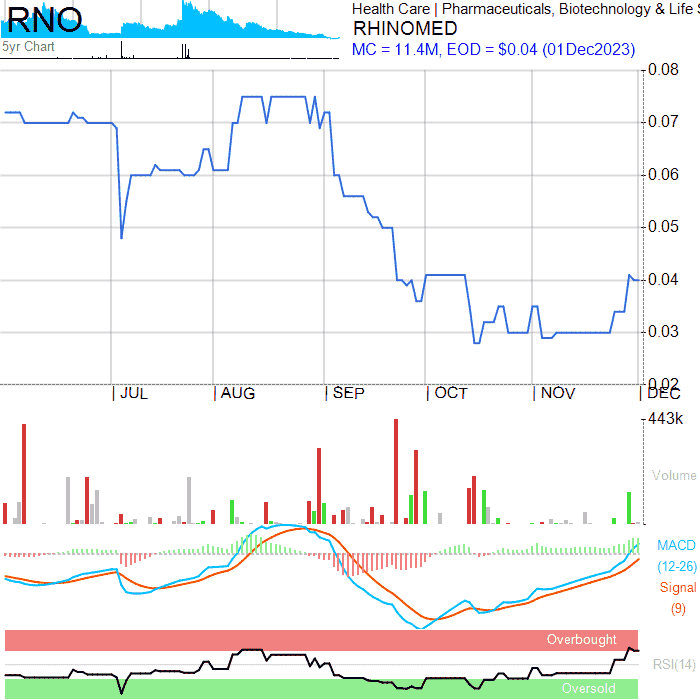 RNO
Health Care | Pharmaceuticals, Biotechnology & Life S
RHINOMED
5yr Chart
MC = 11.4M, EOD = $0.04 (01Dec2023)
0.08
0.07
0.06
0.05
0.04
0.03
0.02
JUL AUG SEP OCT NOV DEC
443k
Volume
MACD
(12-26)
Signal
(9)
Overbought
RSI(14)
Oversold